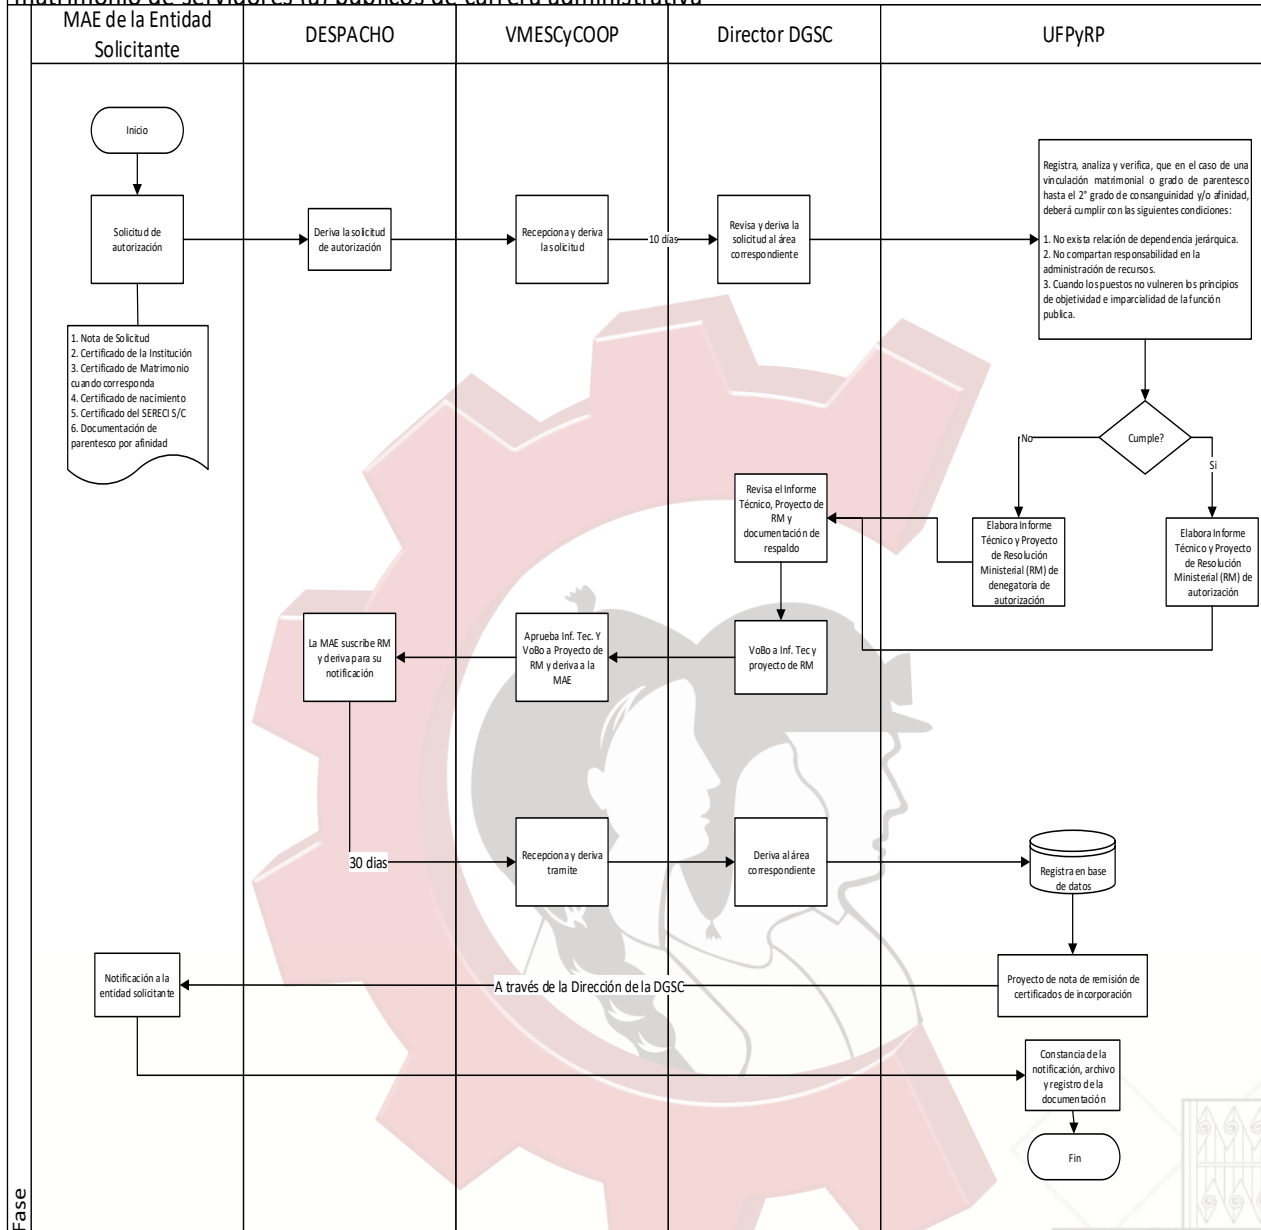 matrimonio de servidores (a) públicos de carrera administrativa
MAE de la Entidad
Solicitante
DESPACHO
VMESCyCOOP
Director DGSC
UFPyRP
Inicio
Solicitud de
autorización
Deriva la solicitud
de autorización
Recepciona y deriva
la solicitud
10 días
Revisa y deriva la
solicitud al área
correspondiente
Registra, analiza y verifica, que en el caso de una
vinculación matrimonial o grado de parentesco
hasta el 2° grado de consanguinidad y/o afinidad,
deberá cumplir con las siguientes condiciones:
1. No exista relación de dependencia jerárquica.
2. No compartan responsabilidad en la
administración de recursos.
3. Cuando los puestos no vulneren los principios
de objetividad e imparcialidad de la función
publica.
1. Nota de Solicitud
2. Certificado de la Institución
3. Certificado de Matrimonio
cuando corresponda
4. Certificado de nacimiento
5. Certificado del SERECI S/C
6. Documentación de
parentesco por afinidad
Cumple?
No
Si
Revisa el Informe
Técnico, Proyecto de
RM y
documentación de
respaldo
Elabora Informe
Técnico y Proyecto
de Resolución
Ministerial (RM) de
denegatoria de
autorización
Elabora Informe
Técnico y Proyecto
de Resolución
Ministerial (RM) de
autorización
La MAE suscribe RM
y deriva para su
notificación
Aprueba Inf. Tec. Y
VoBo a Proyecto de
RM y deriva a la
MAE
VoBo a Inf. Tec y
proyecto de RM
30 dias
Recepciona y deriva
tramite
Deriva al área
correspondiente
Registra en base
de datos
Notificación a la
entidad solicitante
A través de la Dirección de la DGSC
Proyecto de nota de remisión de
certificados de incorporación
Constancia de la
notificación, archivo
y registro de la
documentación
Fin
Fase